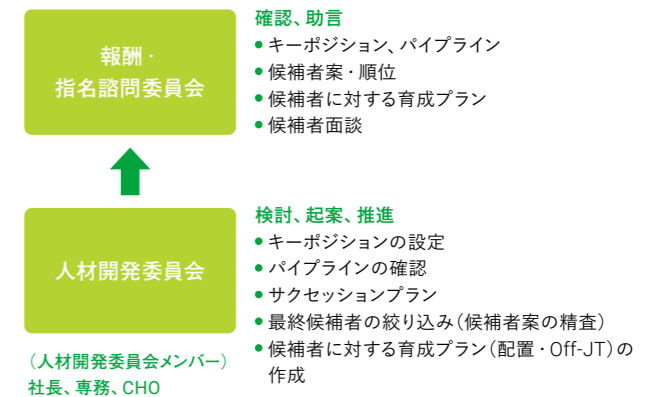 報酬・
指名諮問委員会
確認、助言
● キーポジション、パイプライン
● 候補者案・順位
● 候補者に対する育成プラン
● 候補者面談
人材開発委員会
(人材開発委員会メンバー)
社長、専務、CHO
検討、起案、推進
● キーポジションの設定
● パイプラインの確認
● サクセッションプラン
● 最終候補者の絞り込み(候補者案の精査)
● 候補者に対する育成プラン(配置・Off-JT)の
作成